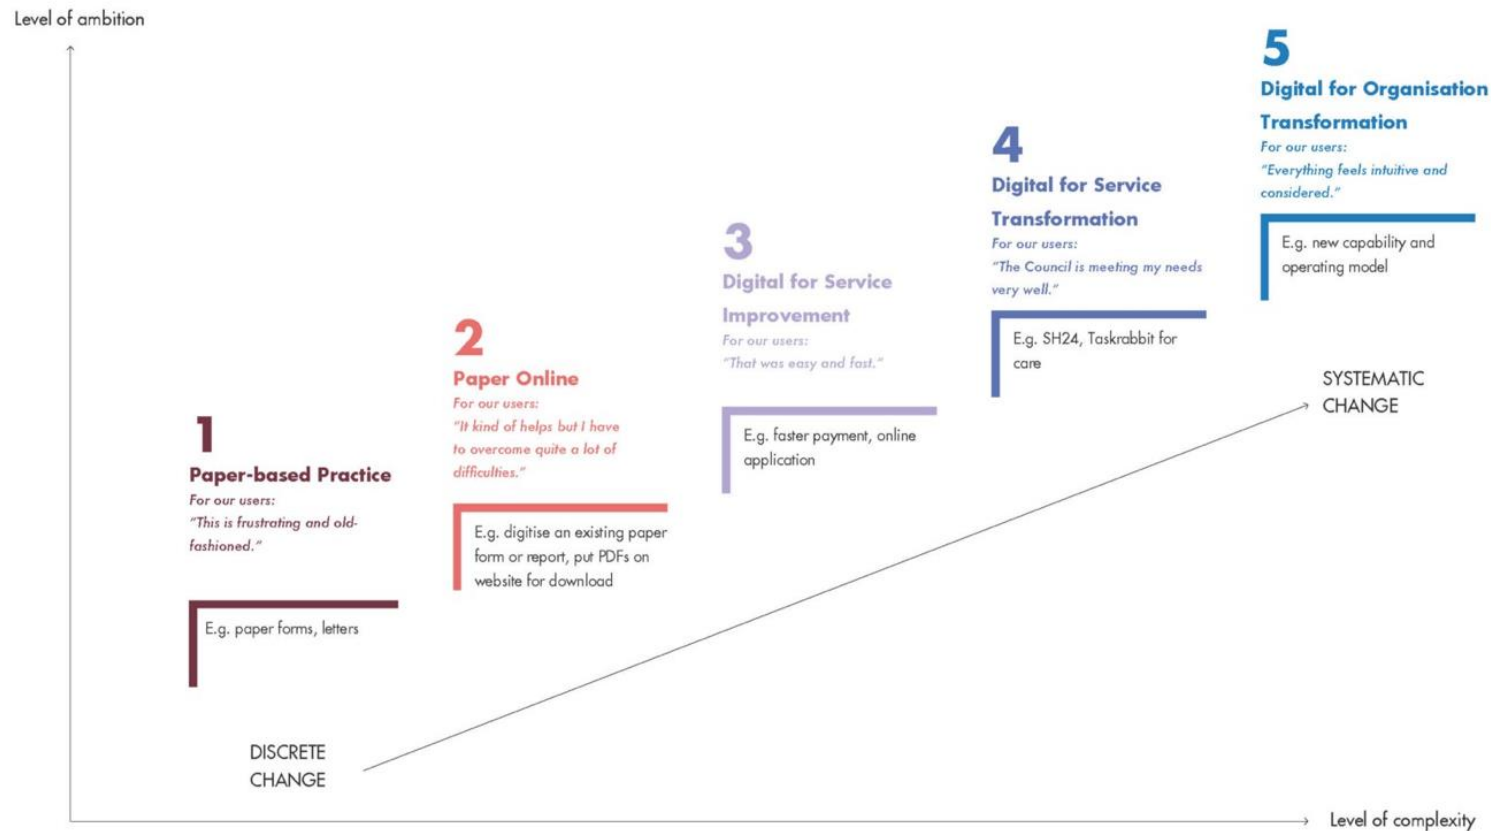 Level of ambition
5
Digital for Organisation
Transformation
For our users:
"Everything feels intuitive and
considered."
E.g. new capability and
operating model
4
Digital for Service
Transformation
For our users:
"The Council is meeting my needs
very well."
E.g. SH24, Taskrabbit for
care
3
Digital for Service
Improvement
For our users:
"That was easy and fast."
E.g. faster payment, online
application
2
Paper Online
For our users:
"It kind of helps but I have
to overcome quite a lot of
difficulties."
E.g. digitise an existing paper
form or report, put PDFs on
website for download
1
Paper-based Practice
For our users:
"This is frustrating and old-
fashioned."
E.g. paper forms, letters
SYSTEMATIC
CHANGE
DISCRETE
CHANGE
Level of complexity